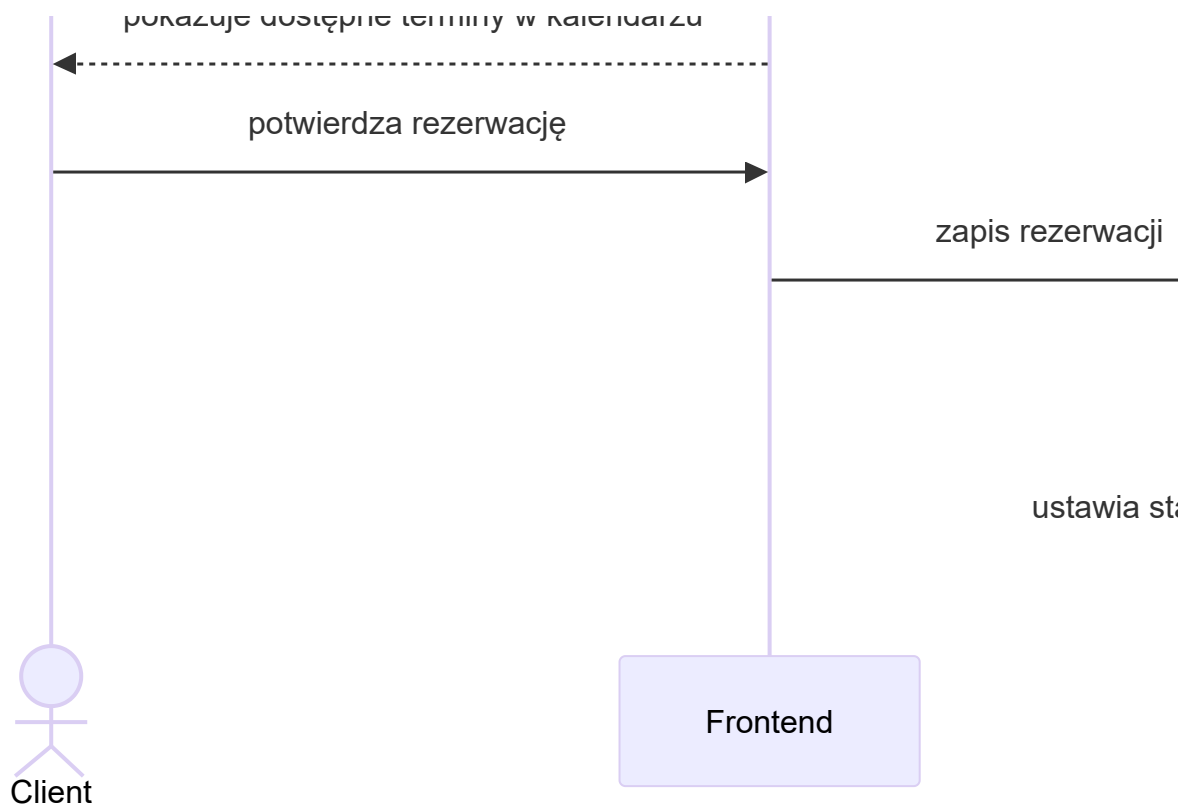 pokazuje dostępne terminy w kalendarzu
potwierdza rezerwację
zapis rezerwacji
ustawia
Frontend
Client